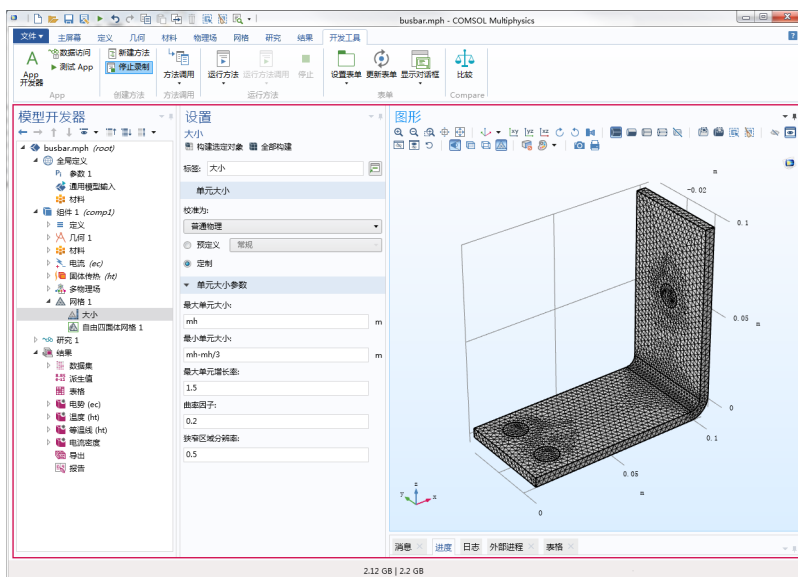 busbar.mph - COMSOL Multiphysics
文件 主屏幕 定义 几何 材料 物理场 网格 研究 结果 开发工具
App 开发器 数据访问 测试 App 新建方法 停止录制 方法调用 运行方法 运行方法调用 停止 设置表单 更新表单 显示对话框 比较
App 创建方法 方法调用 运行方法 表单 Compare
模型开发器
busbar.mph (root)
全局定义
Pi 参数 1
通用模型输入
材料
组件 1 (comp1)
定义
几何 1
材料
电流 (ec)
固体传热 (ht)
多物理场
网格 1
大小
自由四面体网格 1
研究 1
结果
数据集
派生值
表格
电势 (ec)
温度 (ht)
等温线 (ht)
电流密度
导出
报告
设置
大小
构建选定对象 全部构建
标签: 大小
单元大小
校准为:
普通物理
预定义 常规
定制
单元大小参数
最大单元大小:
mh m
最小单元大小:
mh-mh/3 m
最大单元增长率:
1.5
曲率因子:
0.2
狭窄区域分辨率:
0.5
图形
m
-0.02
0.1
0.05 m
0
0.1
0.05
m
0
z
y x
消息 进度 日志 外部进程 表格
2.12 GB | 2.2 GB